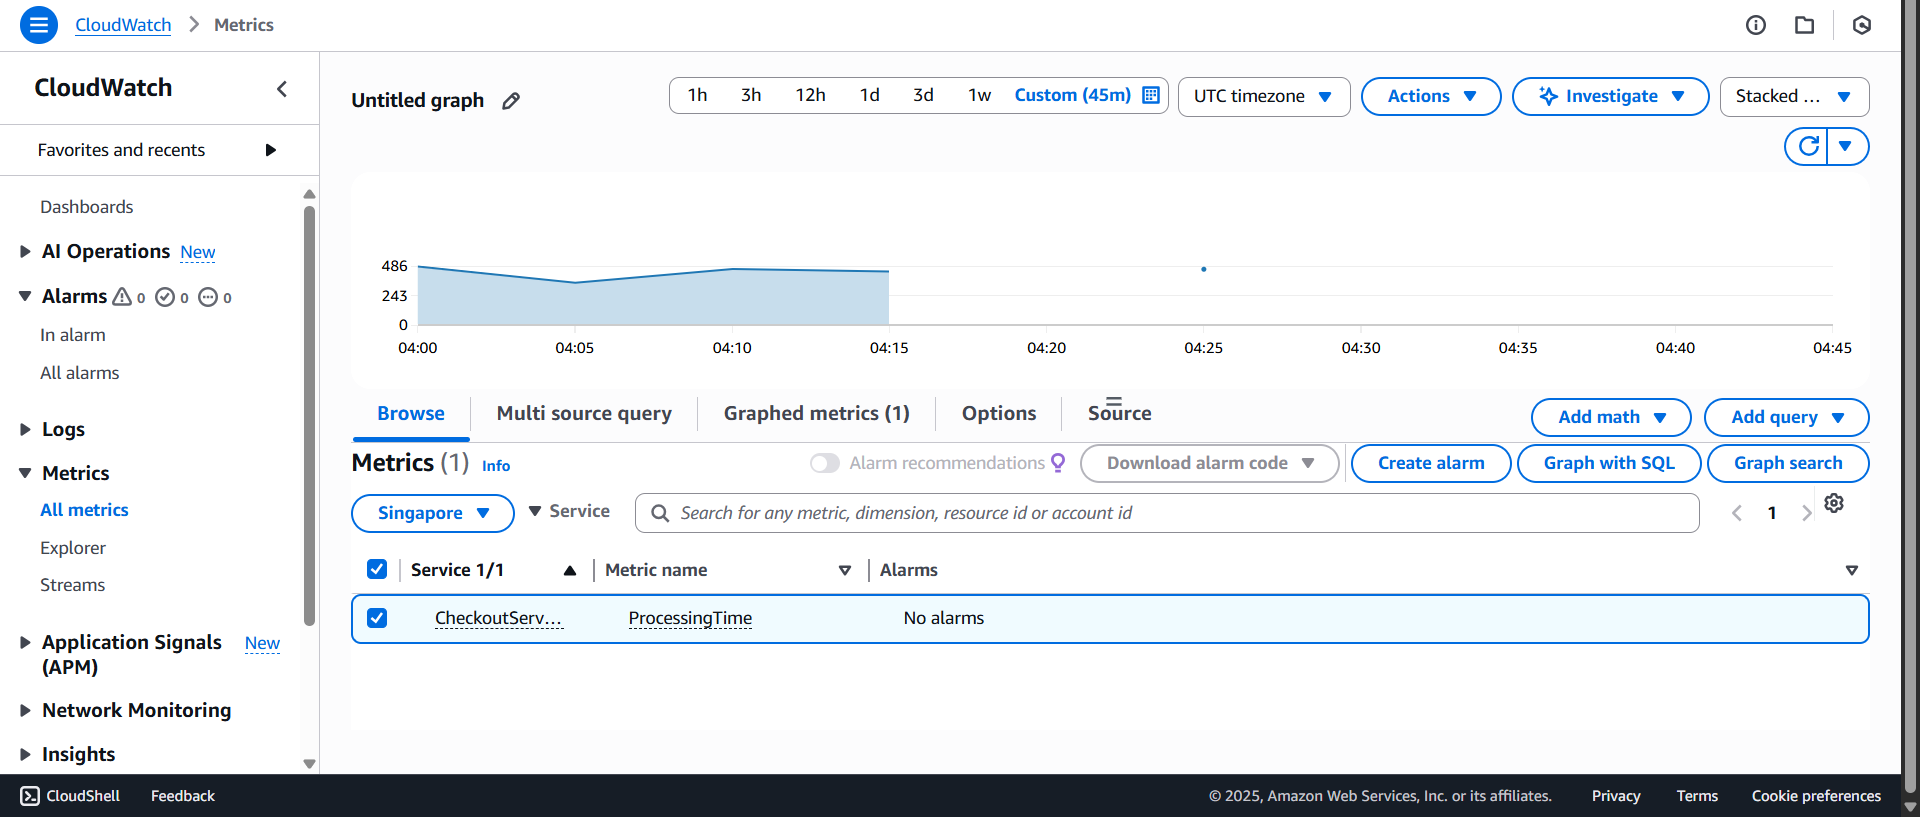 CloudWatch > Metrics
CloudWatch
Favorites and recents
Dashboards
AI Operations New
Alarms 0 0 0
In alarm
All alarms
Logs
Metrics
All metrics
Explorer
Streams
Application Signals New
(APM)
Network Monitoring
Insights
Untitled graph
1h 3h 12h 1d 3d 1w Custom (45m)
UTC timezone
Actions
Investigate
Stacked ...
486
243
0
04:00 04:05 04:10 04:15 04:20 04:25 04:30 04:35 04:40 04:45
Browse
Multi source query
Graphed metrics (1)
Options
Source
Add math
Add query
Metrics (1) Info
Alarm recommendations
Download alarm code
Create alarm
Graph with SQL
Graph search
Singapore
Service
Search for any metric, dimension, resource id or account id
1
Service 1/1 Metric name Alarms
CheckoutServ... ProcessingTime No alarms
CloudShell Feedback © 2025, Amazon Web Services, Inc. or its affiliates. Privacy Terms Cookie preferences